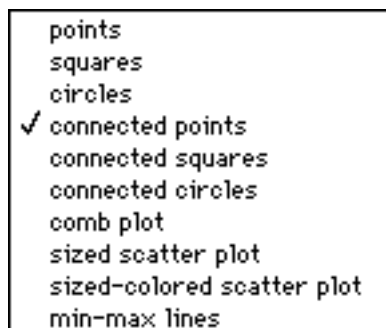 points
squares
circles
✓ connected points
connected squares
connected circles
comb plot
sized scatter plot
sized-colored scatter plot
min-max lines